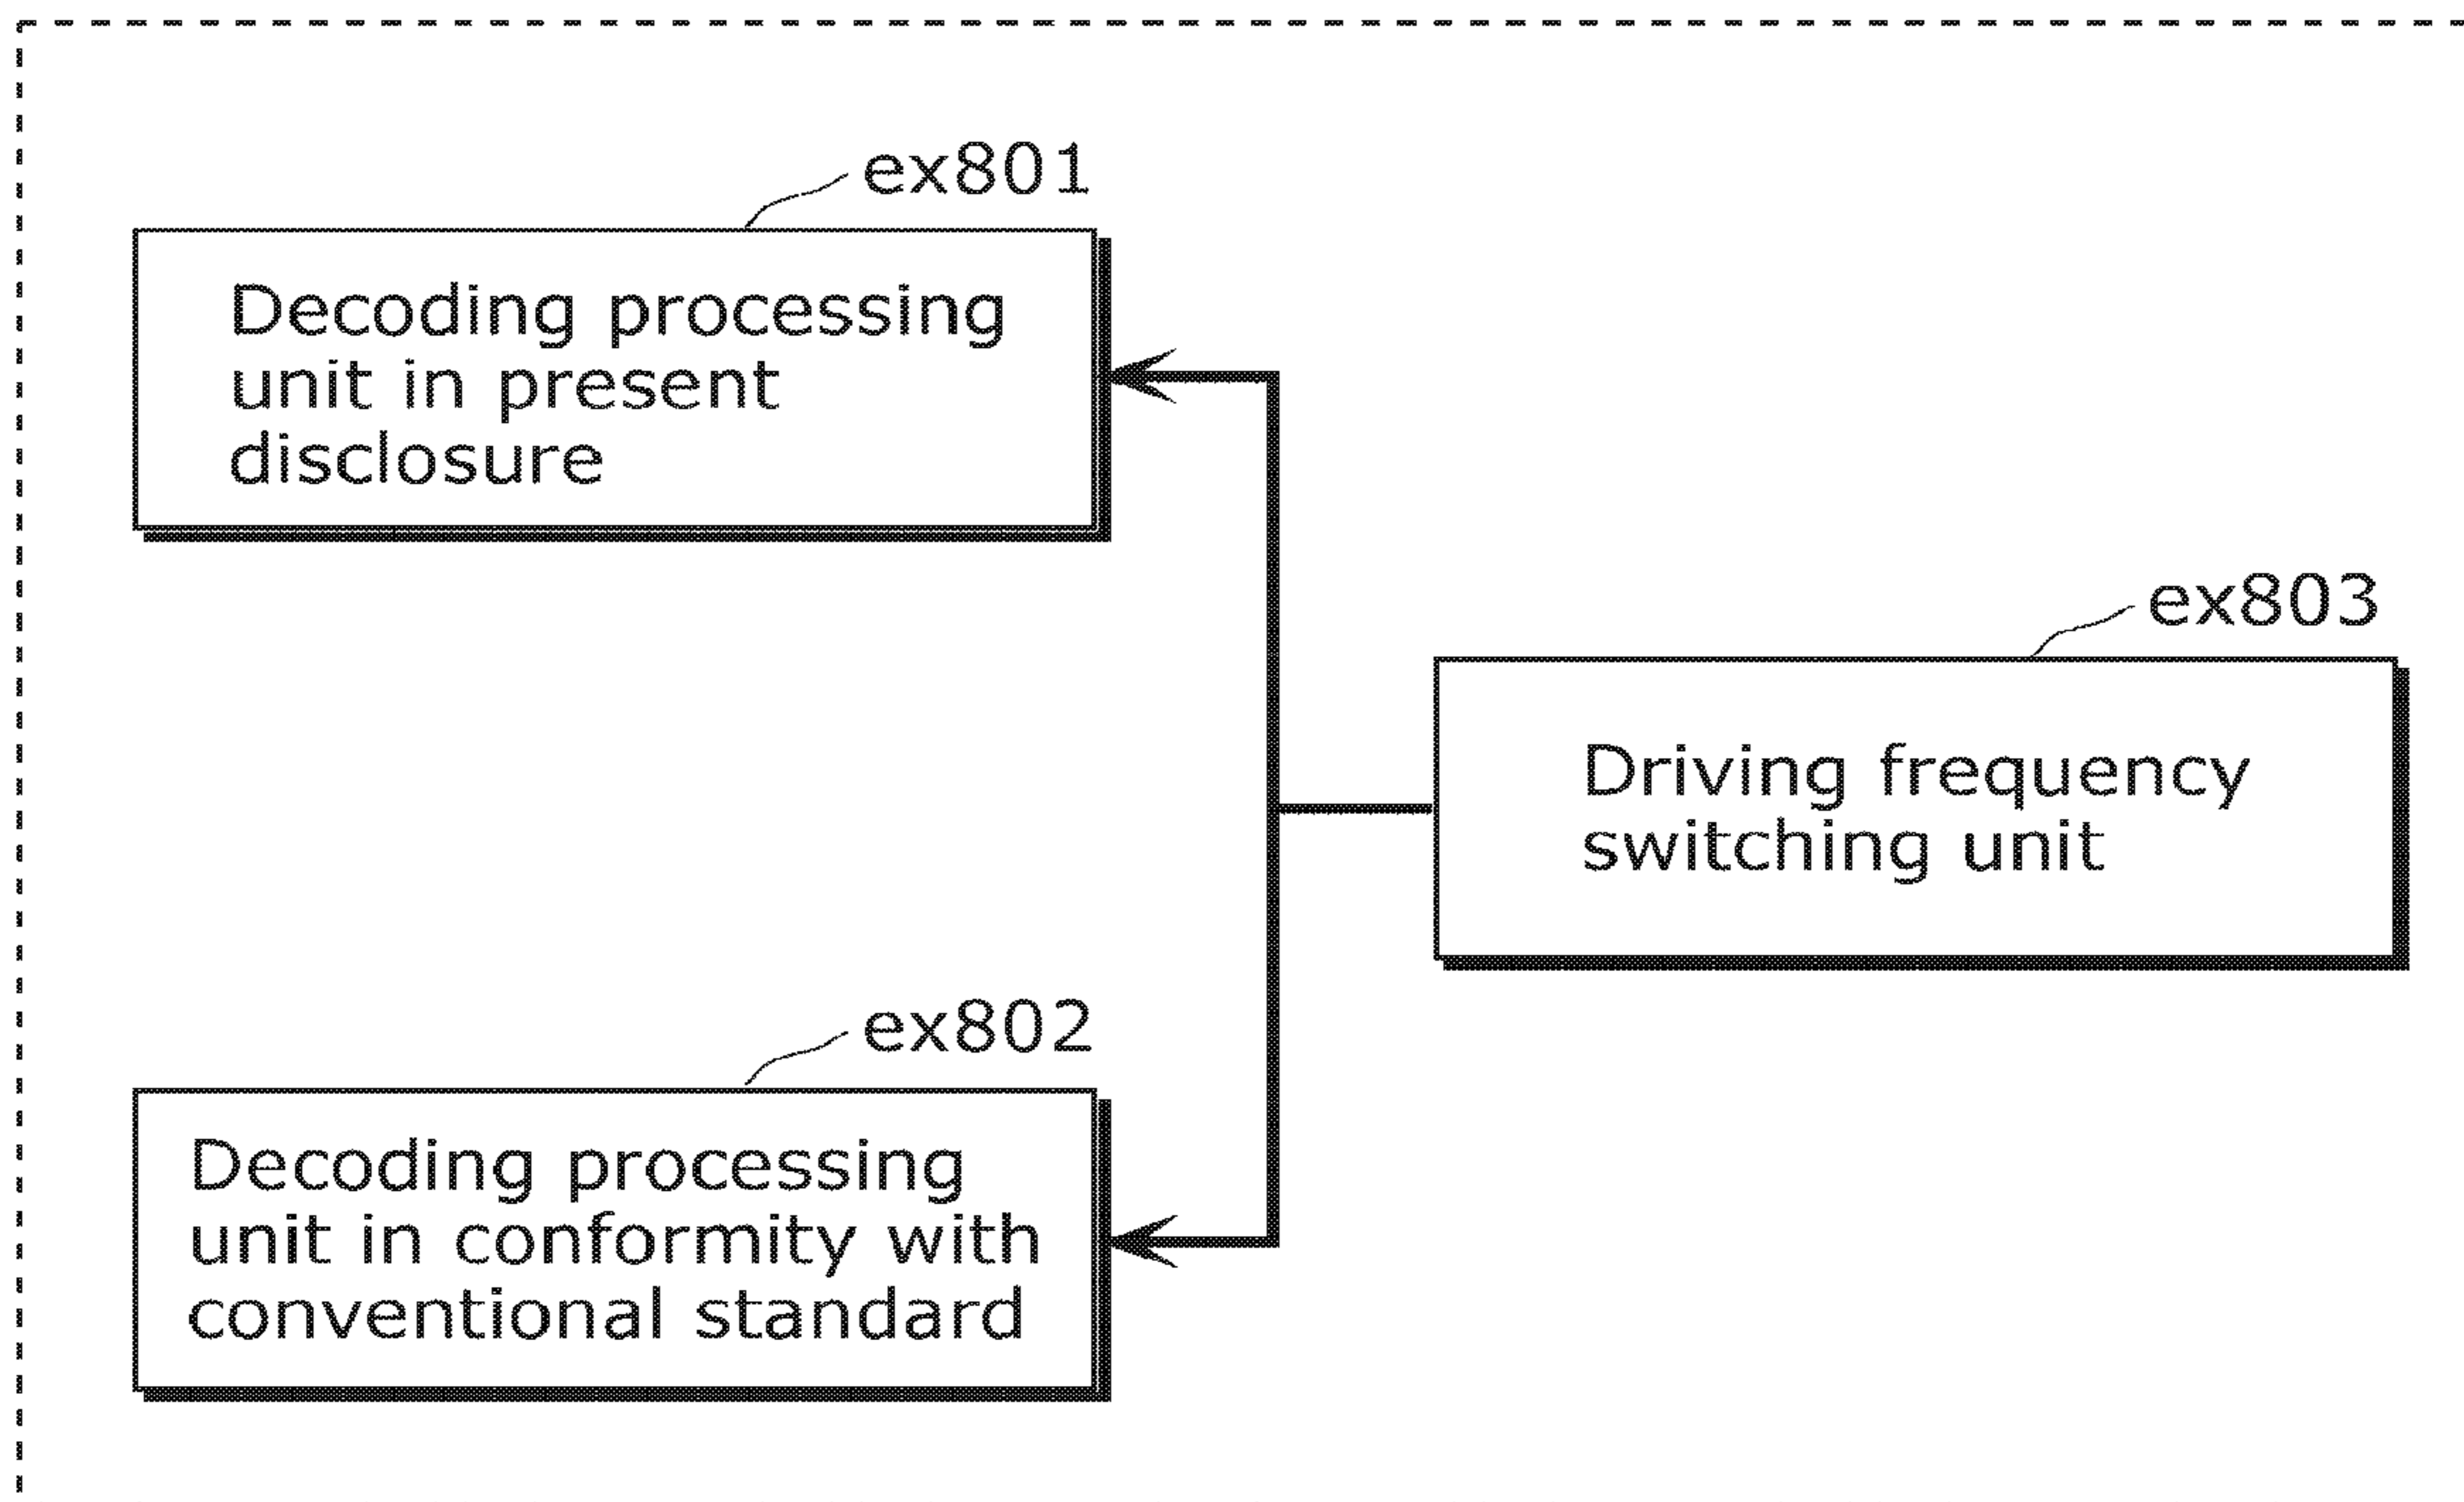 ex801
Decoding processing
unit in present
disclosure
ex803
Driving frequency
switching unit
ex802
Decoding processing
unit in conformity with
conventional standard